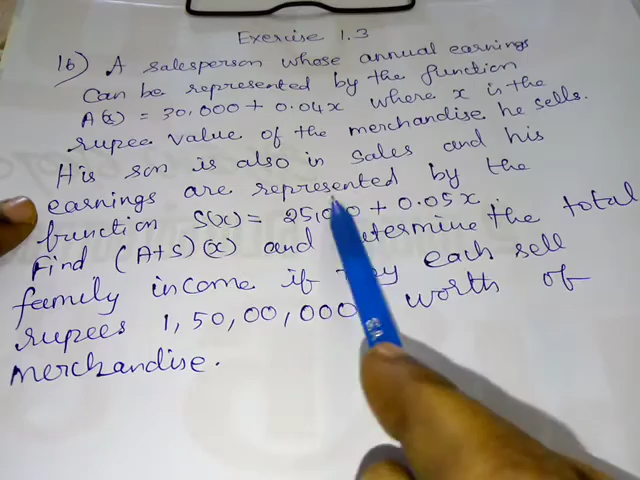 Exercise 1.3
16) A salesperson whose annual earnings
can be represented by the function
A(x) = 30,000 + 0.04x where x is the
rupee value of the merchandise he sells.
His son is also in sales and his
earnings are represented by the
function S(x) = 25,000 + 0.05x
Find (A+S)(x) and determine the total
family income if they each sell
rupees 1,50,00,000 worth of
merchandise.